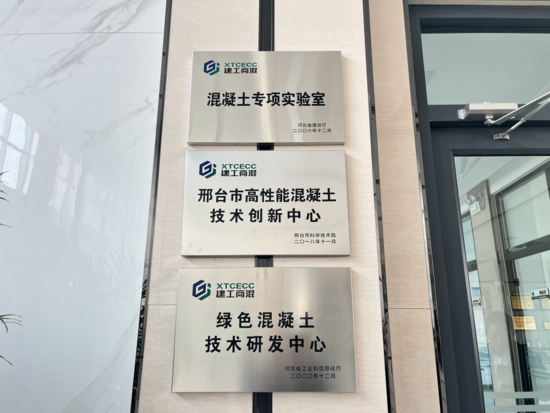 XTCECC
建工商混
混凝土专项实验室
河北省建设厅
二〇〇六年十二月
XTCECC
建工商混
邢台市高性能混凝土
技术创新中心
邢台市科学技术局
二〇一八年十一月
XTCECC
建工商混
绿色混凝土
技术研发中心
河北省工业和信息化厅
二〇二〇年十二月